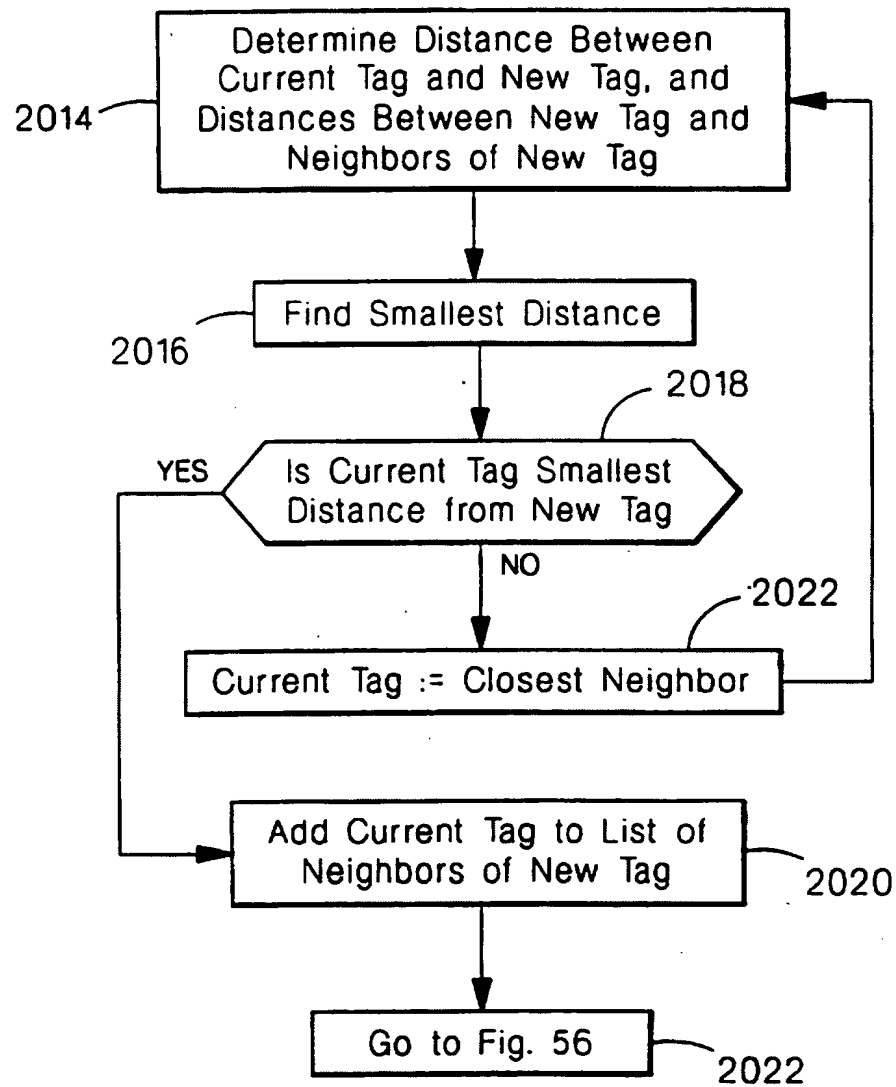 Determine Distance Between
Current Tag and New Tag, and
Distances Between New Tag and
Neighbors of New Tag
2014
Find Smallest Distance
2016
2018
YES
Is Current Tag Smallest
Distance from New Tag
NO
2022
Current Tag := Closest Neighbor
Add Current Tag to List of
Neighbors of New Tag
2020
Go to Fig. 56
2022